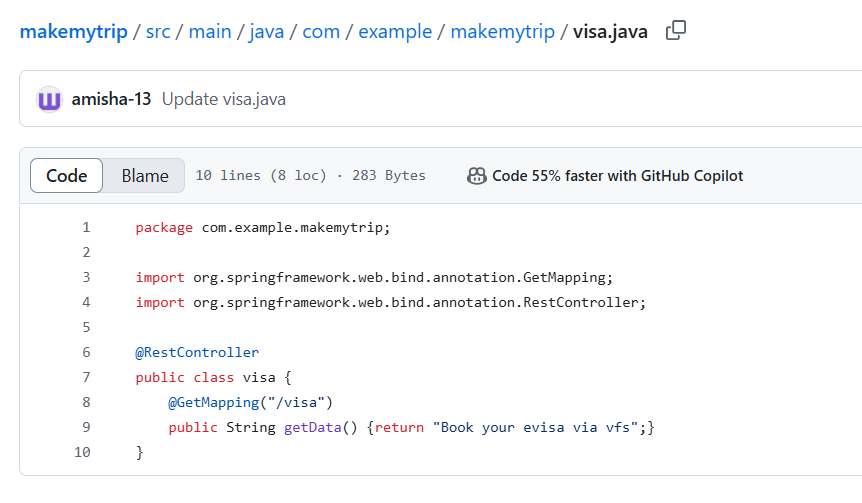 makemytrip / src / main / java / com / example / makemytrip / visa.java
amisha-13 Update visa.java
Code Blame 10 lines (8 loc) · 283 Bytes Code 55% faster with GitHub Copilot
1 package com.example.makemytrip;
2
3 import org.springframework.web.bind.annotation.GetMapping;
4 import org.springframework.web.bind.annotation.RestController;
5
6 @RestController
7 public class visa {
8 @GetMapping("/visa")
9 public String getData() {return "Book your evisa via vfs";}
10 }